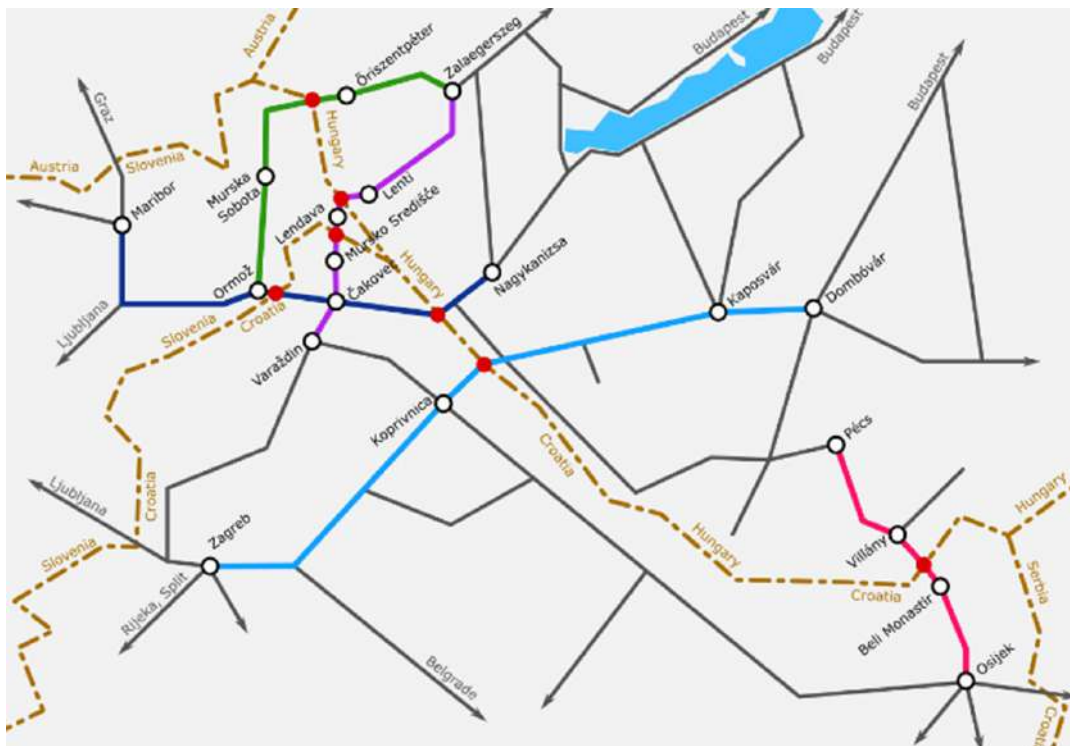 Austria
Budapest
Budapest
Őriszentpéter
Zalaegerszeg
Budapest
Graz
Hungary
Slovenia
Austria
Murska
Sobota
Lenti
Maribor
Lendava
Mursko Središče
Hungary
Nagykanizsa
Ormož
Čakovec
Kaposvár
Dombóvár
Ljubljana
Slovenia
Croatia
Varaždin
Koprivnica
Croatia
Pécs
Ljubljana
Croatia
Hungary
Hungary
Villány
Zagreb
Slovenia
Serbia
Croatia
Beli Monastir
Rijeka, Split
Osijek
Belgrade
Croatia